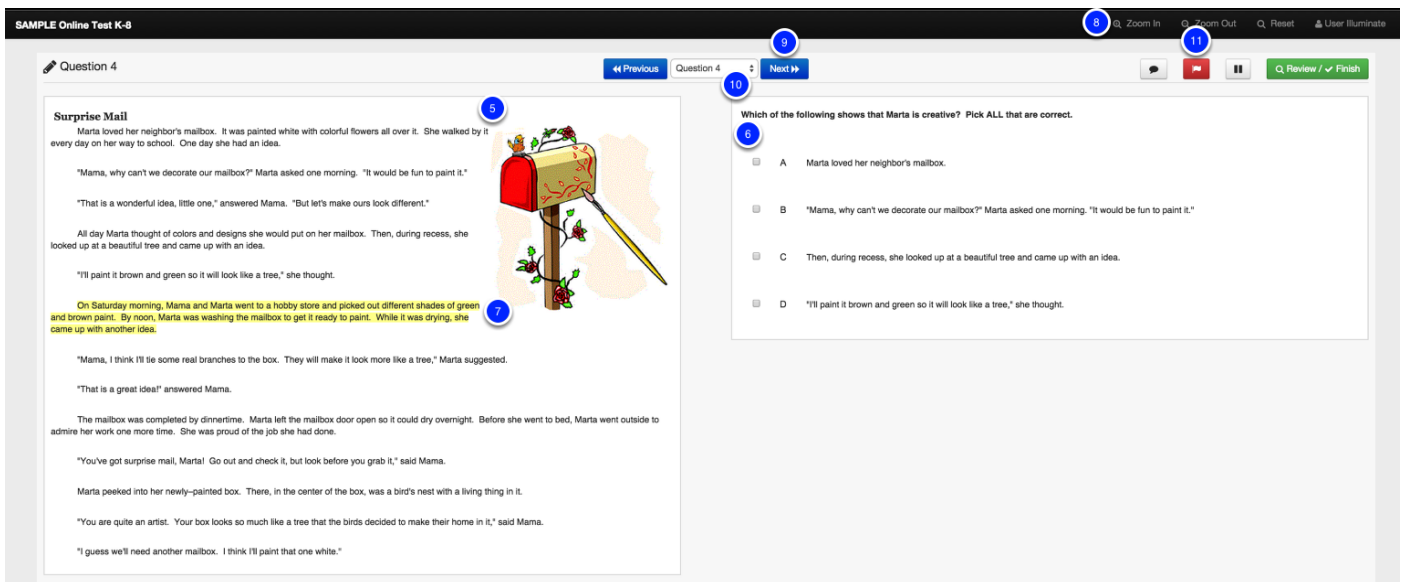 SAMPLE Online Test K-8
8
Zoom In
Zoom Out
Reset
User Illuminate
9
11
Question 4
Previous
Question 4
Next
10
Review / ✓ Finish
5
Surprise Mail
Marta loved her neighbor's mailbox. It was painted white with colorful flowers all over it. She walked by it
every day on her way to school. One day she had an idea.
"Mama, why can't we decorate our mailbox?" Marta asked one morning. "It would be fun to paint it."
"That is a wonderful idea, little one," answered Mama. "But let's make ours look different."
All day Marta thought of colors and designs she would put on her mailbox. Then, during recess, she
looked up at a beautiful tree and came up with an idea.
"I'll paint it brown and green so it will look like a tree," she thought.
On Saturday morning, Mama and Marta went to a hobby store and picked out different shades of green
and brown paint. By noon, Marta was washing the mailbox to get it ready to paint. While it was drying, she
came up with another idea.
7
"Mama, I think I'll tie some real branches to the box. They will make it look more like a tree," Marta suggested.
"That is a great idea!" answered Mama.
The mailbox was completed by dinnertime. Marta left the mailbox door open so it could dry overnight. Before she went to bed, Marta went outside to
admire her work one more time. She was proud of the job she had done.
"You've got surprise mail, Marta! Go out and check it, but look before you grab it," said Mama.
Marta peeked into her newly–painted box. There, in the center of the box, was a bird's nest with a living thing in it.
"You are quite an artist. Your box looks so much like a tree that the birds decided to make their home in it," said Mama.
"I guess we'll need another mailbox. I think I'll paint that one white."
Which of the following shows that Marta is creative? Pick ALL that are correct.
6
A Marta loved her neighbor's mailbox.
B "Mama, why can't we decorate our mailbox?" Marta asked one morning. "It would be fun to paint it."
C Then, during recess, she looked up at a beautiful tree and came up with an idea.
D "I'll paint it brown and green so it will look like a tree," she thought.